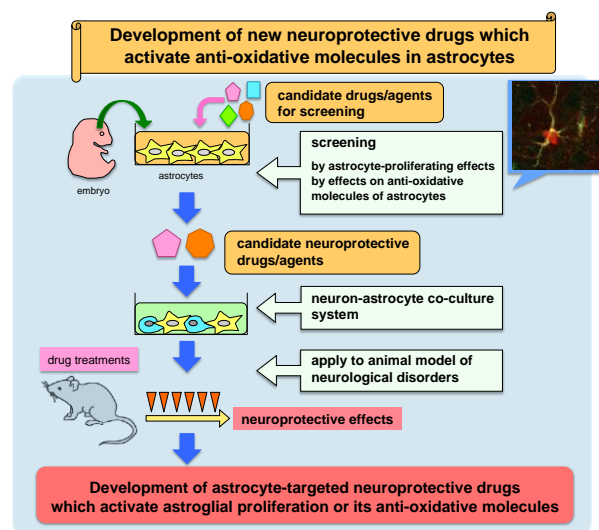 Development of new neuroprotective drugs which
activate anti-oxidative molecules in astrocytes
candidate drugs/agents
for screening
embryo
astrocytes
screening
by astrocyte-proliferating effects
by effects on anti-oxidative
molecules of astrocytes
candidate neuroprotective
drugs/agents
neuron-astrocyte co-culture
system
drug treatments
apply to animal model of
neurological disorders
neuroprotective effects
Development of astrocyte-targeted neuroprotective drugs
which activate astroglial proliferation or its anti-oxidative molecules